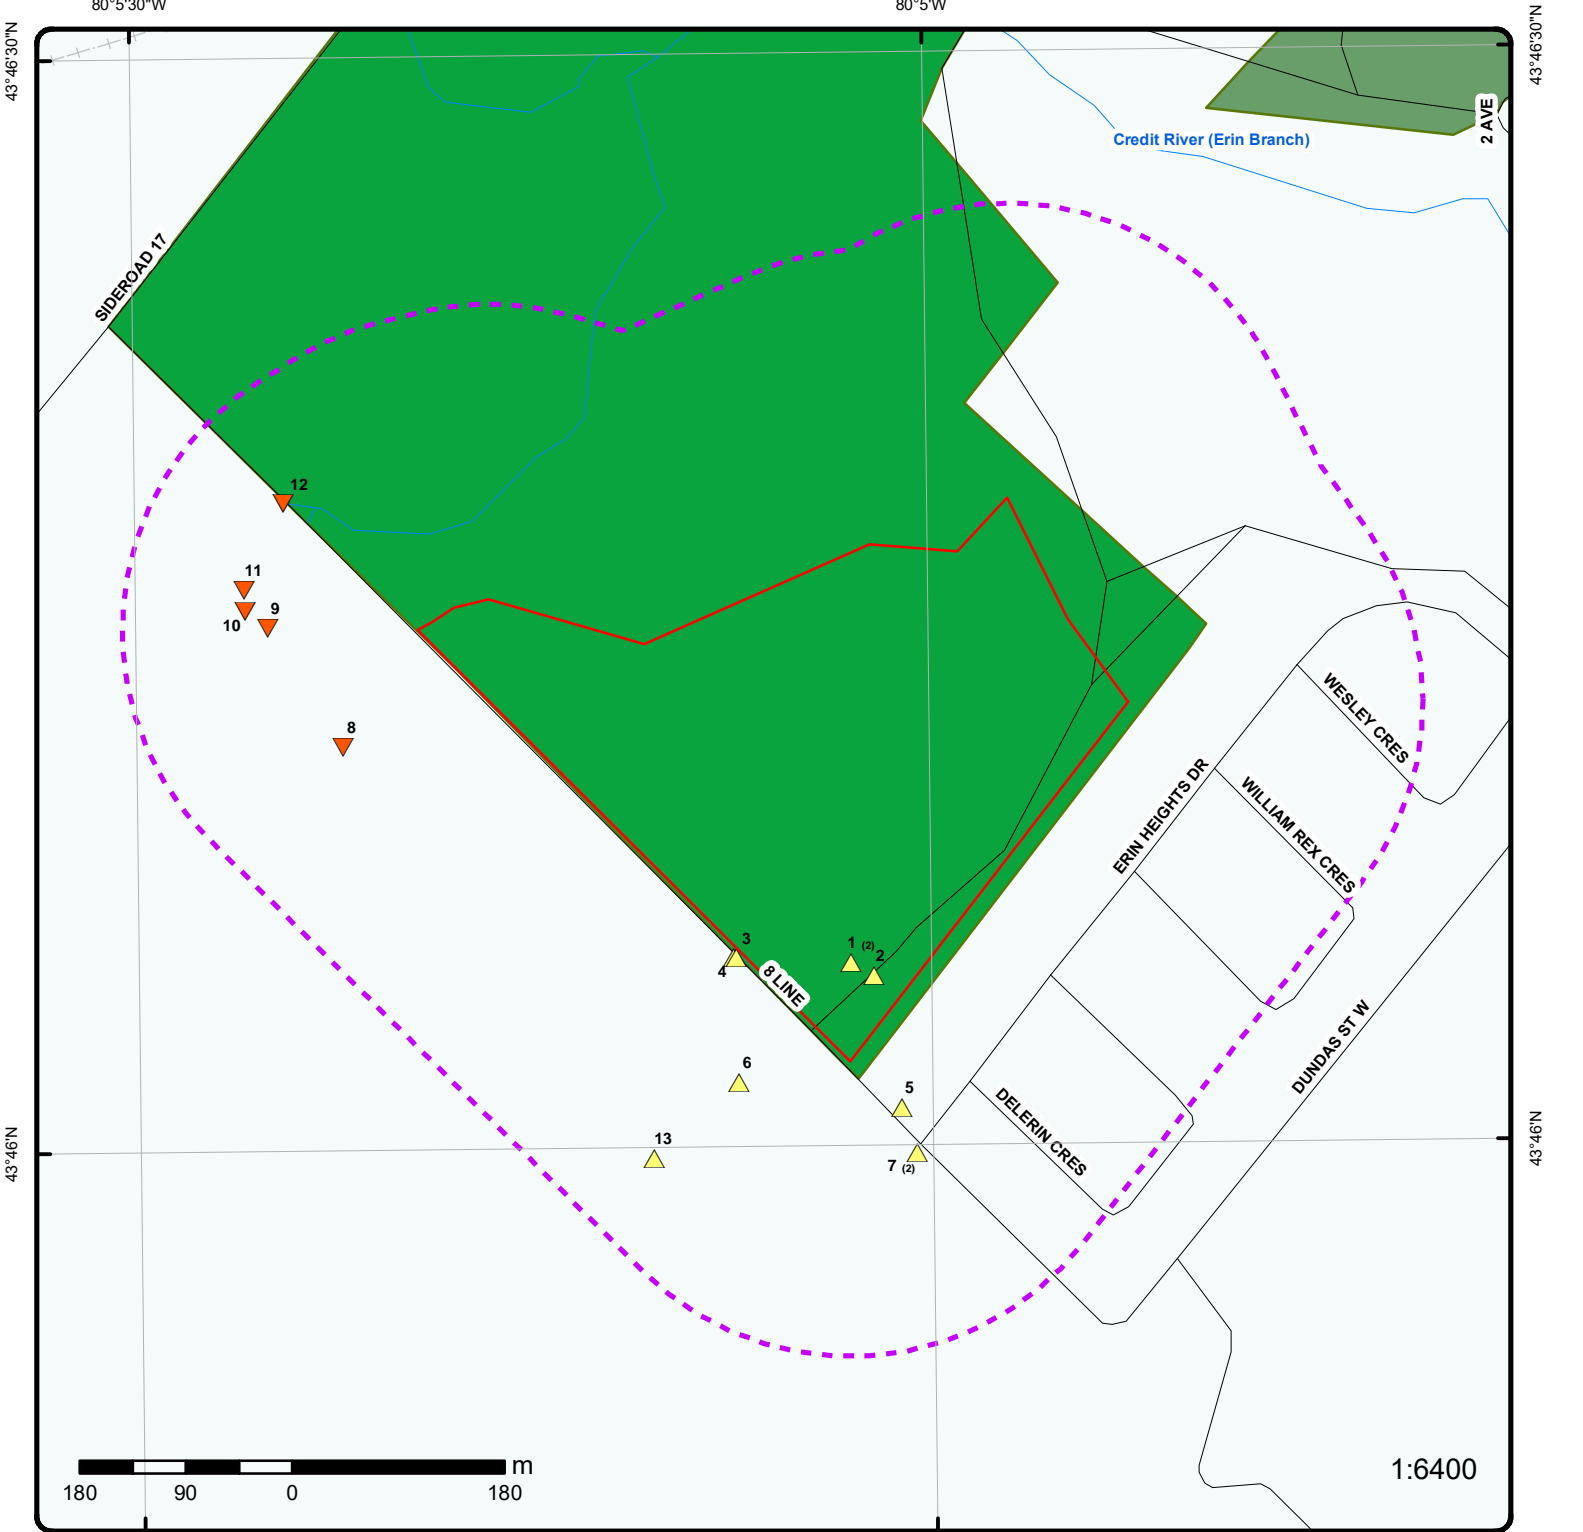 80°5'30"W
80°5'W
43°46'30"N
43°46'30"N
2 AVE
Credit River (Erin Branch)
SIDEROAD 17
12
11
9
10
8
WESLEY CRES
ERIN HEIGHTS DR
WILLIAM REX CRES
3
1 (2)
2
4
8 LINE
DUNDAS ST W
6
5
DELERIN CRES
13
7 (2)
43°46'N
43°46'N
m
180 90 0 180
1:6400